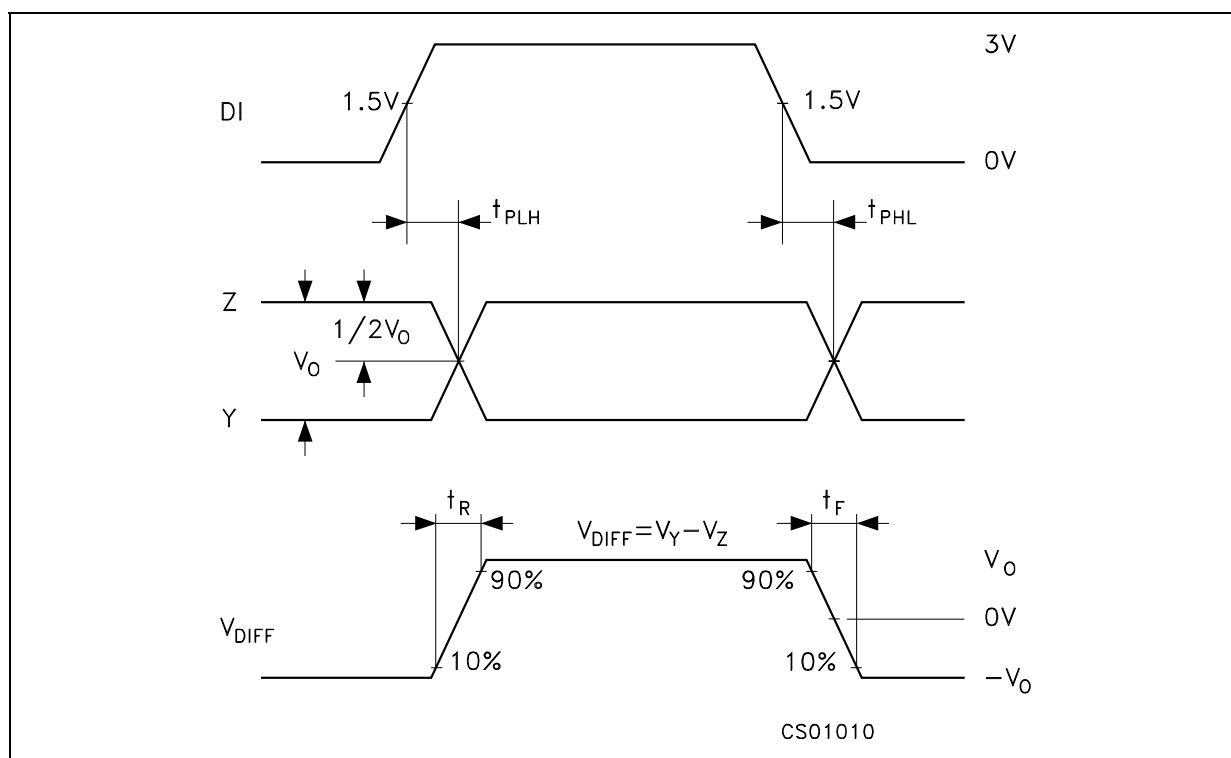 3V
DI
1.5V
1.5V
0V
tPLH
tPHL
Z
1/2VO
VO
Y
tR
tF
VDIFF=VY-VZ
VO
90%
90%
0V
VDIFF
10%
10%
-VO
CS01010